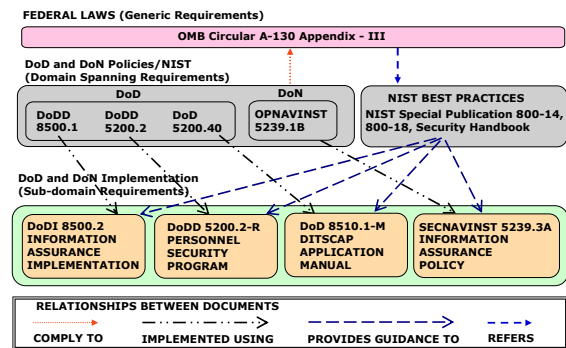 FEDERAL LAWS (Generic Requirements)
OMB Circular A-130 Appendix - III
DoD and DoN Policies/NIST
(Domain Spanning Requirements)
DoD
DoN
DoDD
8500.1
DoDD
5200.2
DoD
5200.40
OPNAVINST
5239.1B
NIST BEST PRACTICES
NIST Special Publication 800-14,
800-18, Security Handbook
DoD and DoN Implementation
(Sub-domain Requirements)
DoDI 8500.2
INFORMATION
ASSURANCE
IMPLEMENTATION
DoDD 5200.2-R
PERSONNEL
SECURITY
PROGRAM
DoD 8510.1-M
DITSCAP
APPLICATION
MANUAL
SECNAVINST 5239.3A
INFORMATION
ASSURANCE
POLICY
RELATIONSHIPS BETWEEN DOCUMENTS
COMPLY TO
IMPLEMENTED USING
PROVIDES GUIDANCE TO
REFERS